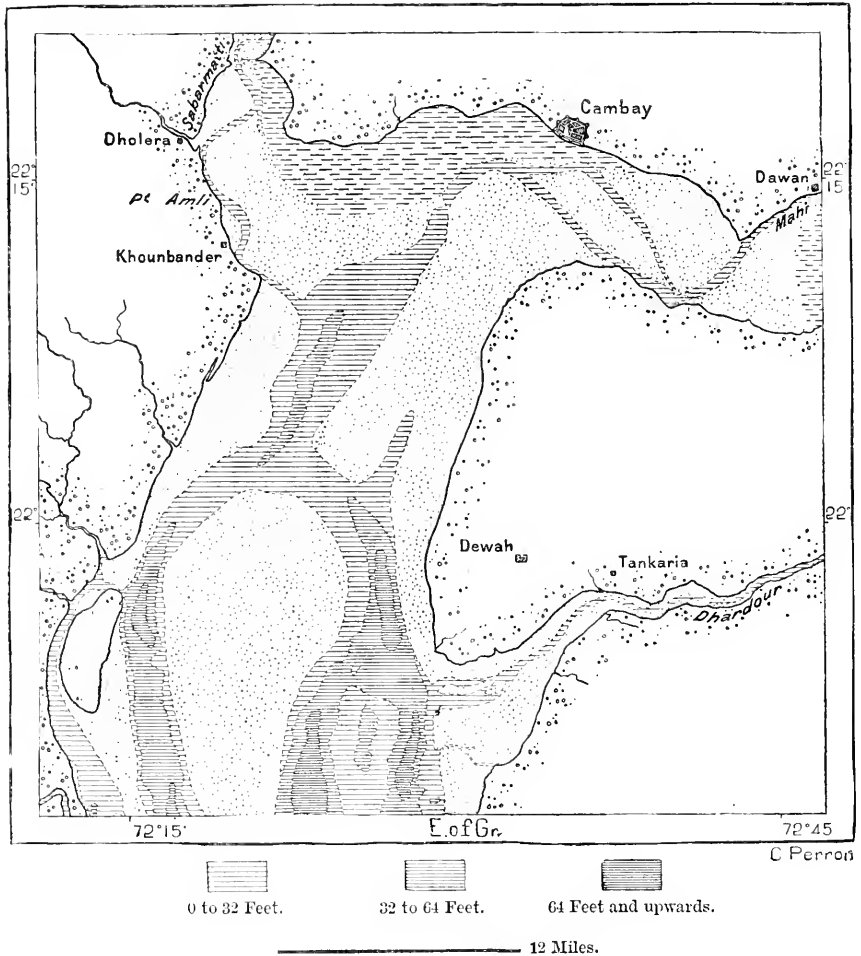 Sabarmatti
Cambay
Dholera
22°
15'
22°
15
Dawan
Pt Amli
Mahi
Khounbander
22°
22°
Dewah
Tankaria
Dhardour
72°15'
E. of Gr.
72°45
C Perron
0 to 32 Feet.
32 to 64 Feet.
64 Feet and upwards.
12 Miles.